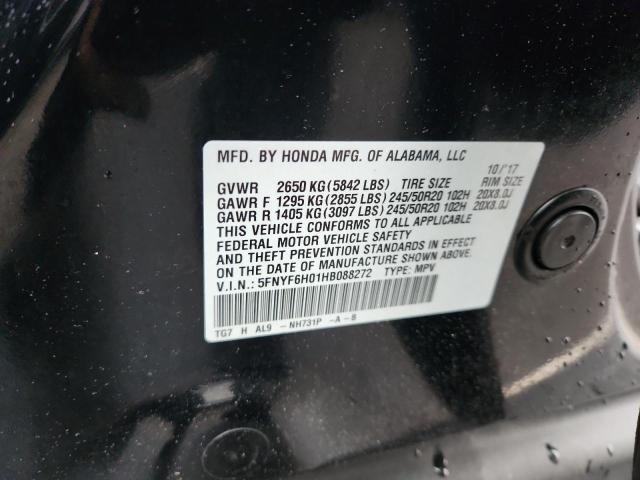 MFD. BY HONDA MFG. OF ALABAMA, LLC
10/'17
GVWR 2650 KG (5842 LBS) TIRE SIZE RIM SIZE
GAWR F 1295 KG (2855 LBS) 245/50R20 102H 20X8.0J
GAWR R 1405 KG (3097 LBS) 245/50R20 102H 20X8.0J
THIS VEHICLE CONFORMS TO ALL APPLICABLE
FEDERAL MOTOR VEHICLE SAFETY
AND THEFT PREVENTION STANDARDS IN EFFECT
ON THE DATE OF MANUFACTURE SHOWN ABOVE.
V.I.N.: 5FNYF6H01HB088272 TYPE: MPV
TG7 H AL9 -NH731P -A-8